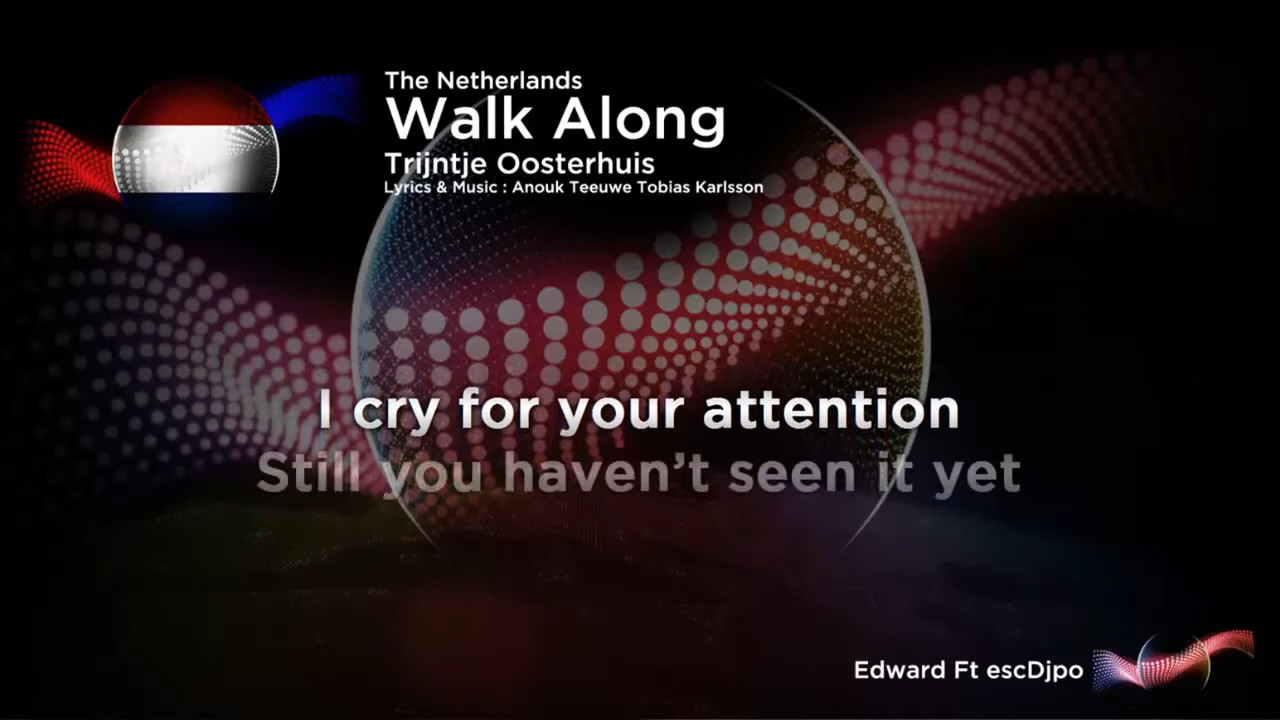 The Netherlands
Walk Along
Trijntje Oosterhuis
Lyrics & Music : Anouk Teeuwe Tobias Karlsson
I cry for your attention
Still you haven't seen it yet
Edward Ft escDjpo